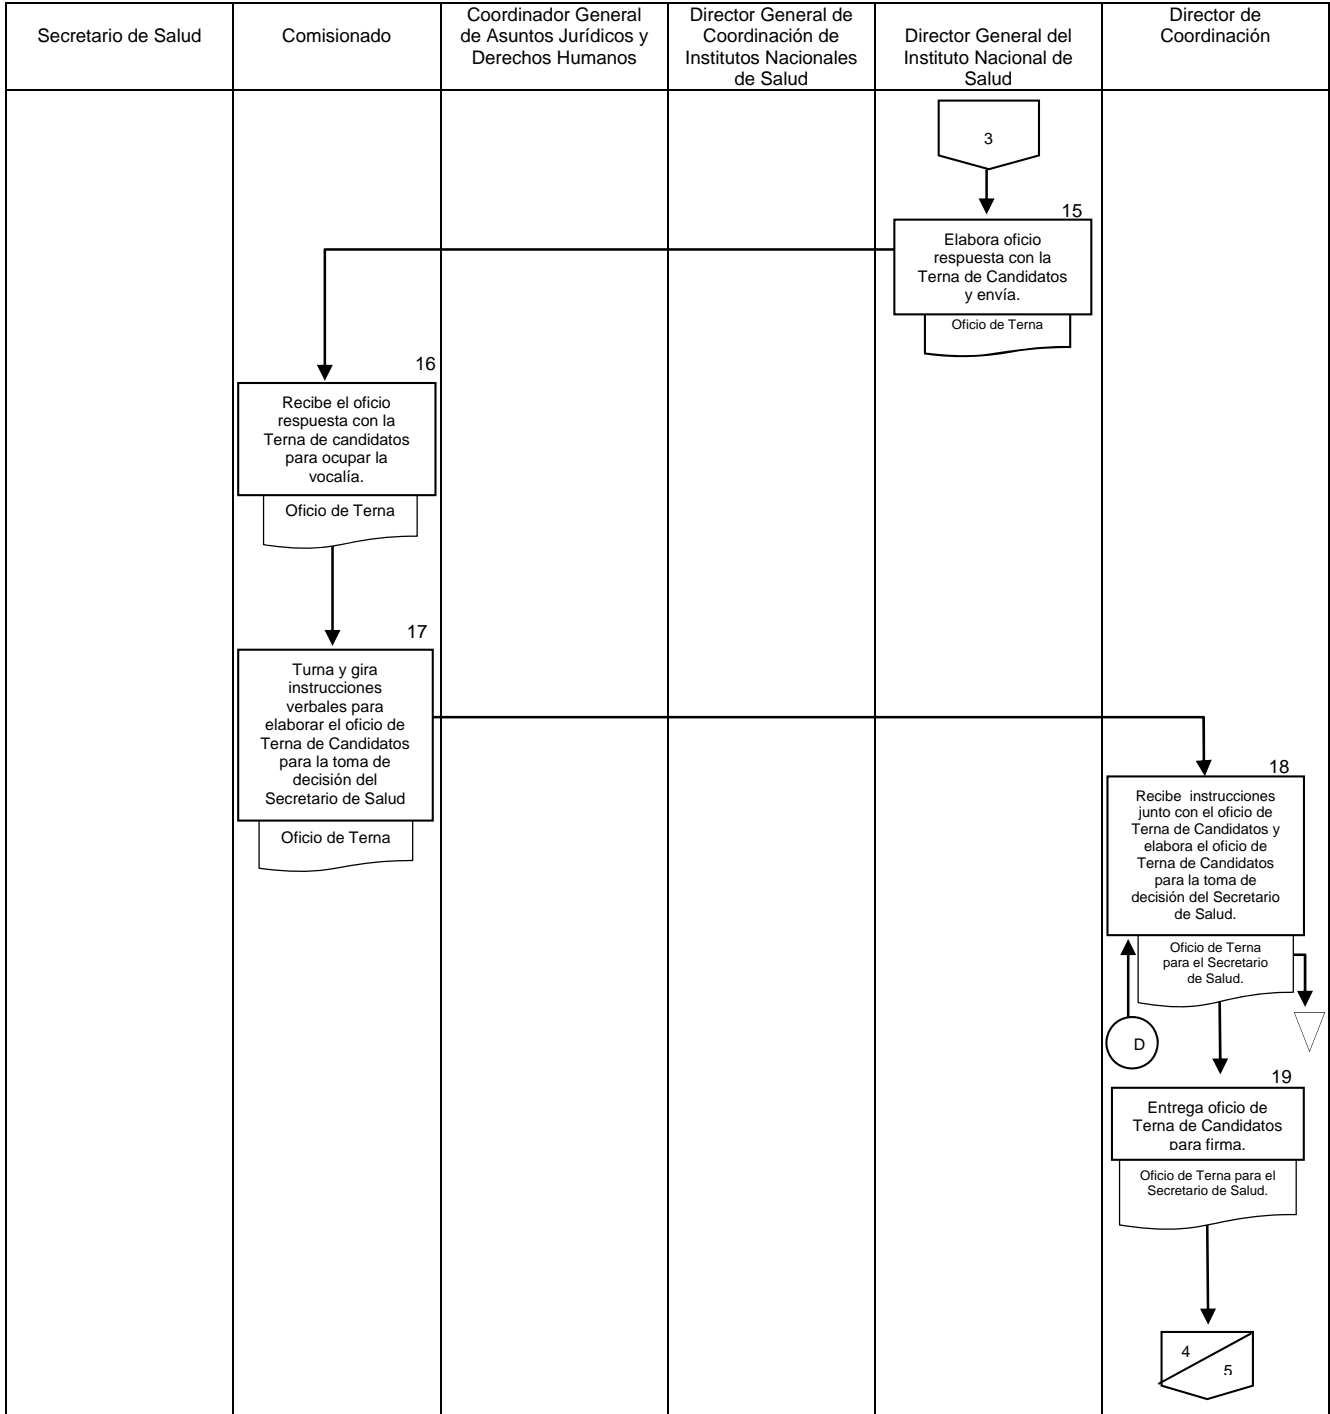 Secretario de Salud
Comisionado
Coordinador General
de Asuntos Jurídicos y
Derechos Humanos
Director General de
Coordinación de
Institutos Nacionales
de Salud
Director General del
Instituto Nacional de
Salud
Director de
Coordinación
3
15
Elabora oficio
respuesta con la
Terna de Candidatos
y envía.
Oficio de Terna
16
Recibe el oficio
respuesta con la
Terna de candidatos
para ocupar la
vocalía.
Oficio de Terna
17
Turna y gira
instrucciones
verbales para
elaborar el oficio de
Terna de Candidatos
para la toma de
decisión del
Secretario de Salud
Oficio de Terna
18
Recibe instrucciones
junto con el oficio de
Terna de Candidatos y
elabora el oficio de
Terna de Candidatos
para la toma de
decisión del Secretario
de Salud.
Oficio de Terna
para el Secretario
de Salud.
D
19
Entrega oficio de
Terna de Candidatos
para firma.
Oficio de Terna para el
Secretario de Salud.
4
5